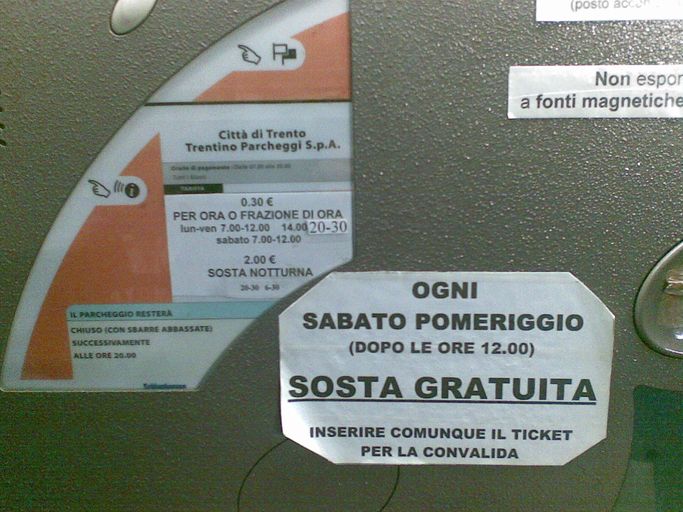 (posto
Non espor
a fonti magnetiche
Città di Trento
Trentino Parcheggi S.p.A.
Orario di pagamento
TARIFFA
0.30 €
PER ORA O FRAZIONE DI ORA
lun-ven 7.00-12.00 14.00 20-30
sabato 7.00-12.00
2.00 €
SOSTA NOTTURNA
20-30 6-30
IL PARCHEGGIO RESTERÀ
CHIUSO (CON SBARRE ABBASSATE)
SUCCESSIVAMENTE
ALLE ORE 20.00
OGNI
SABATO POMERIGGIO
(DOPO LE ORE 12.00)
SOSTA GRATUITA
INSERIRE COMUNQUE IL TICKET
PER LA CONVALIDA